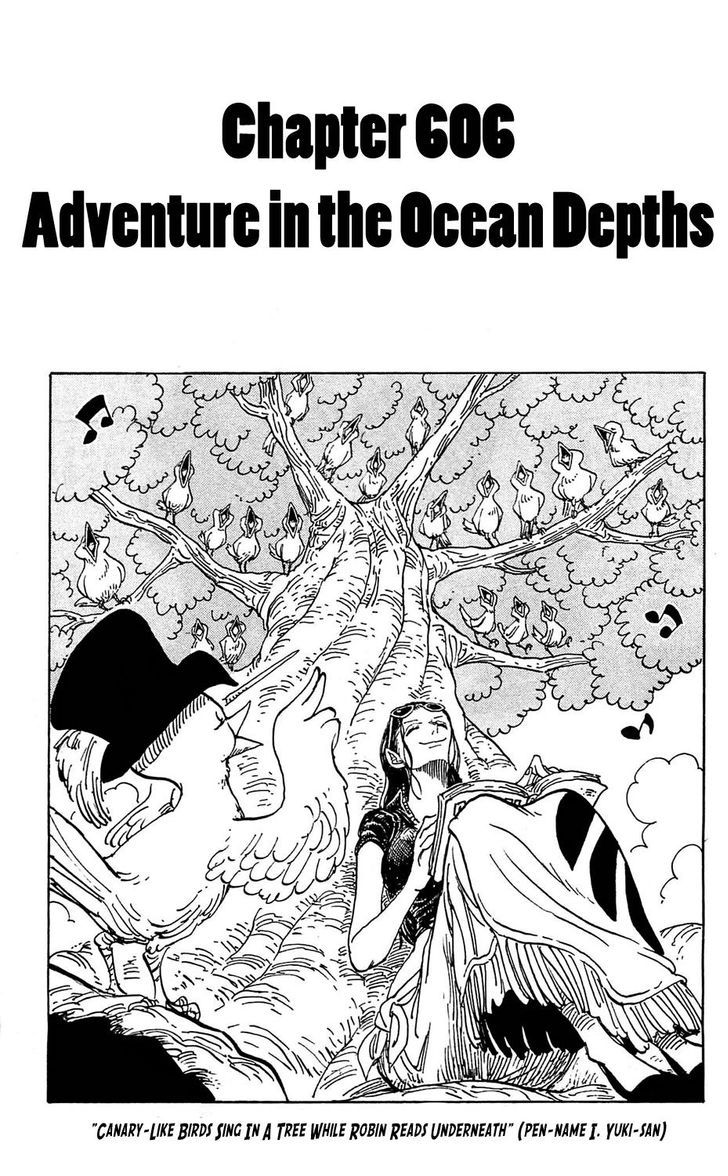 Chapter 606
Adventure in the Ocean Depths
"CANARY-LIKE BIRDS SING IN A TREE WHILE ROBIN READS UNDERNEATH" (PEN-NAME I. YUKI-SAN)